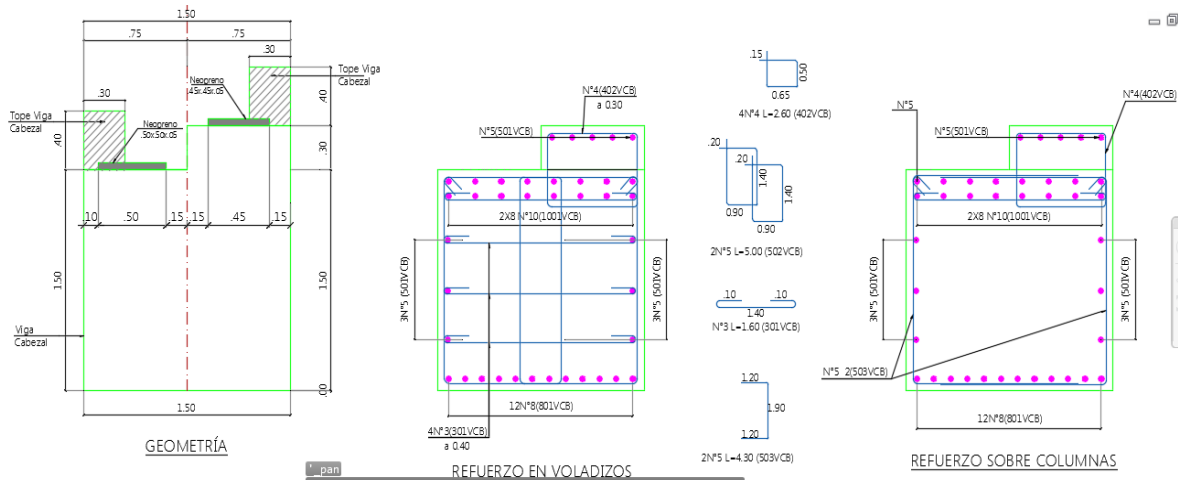 1.50
.75
.75
.30
Neopreno
.45x.45x.05
Tope Viga
Cabezal
.30
.40
Tope Viga
Cabezal
Neopreno
.50x.50x.05
.40
.30
.10
.50
.15
.15
.45
.15
1.50
1.50
Viga
Cabezal
.00
1.50
GEOMETRÍA
N°4(402VCB)
a 0.30
N°5(501VCB)
2X8 N°10(1001VCB)
3N°5 (501VCB)
3N°5 (501VCB)
12N°8(801VCB)
4N°3(301VCB)
a 0.40
REFUERZO EN VOLADIZOS
'_pan
.15
0.50
0.65
4N°4 L=2.60 (402VCB)
.20
.20
1.40
1.40
0.90
0.90
2N°5 L=5.00 (502VCB)
.10
.10
1.40
N°3 L=1.60 (301VCB)
1.20
1.90
1.20
2N°5 L=4.30 (503VCB)
N°5
N°4(402VCB)
N°5(501VCB)
2X8 N°10(1001VCB)
3N°5 (501VCB)
3N°5 (501VCB)
N°5 2(503VCB)
12N°8(801VCB)
REFUERZO SOBRE COLUMNAS